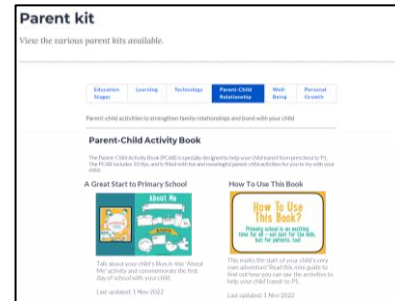 Parent kit
View the various parent kits available.
Education Stages
Learning
Technology
Parent-Child Relationship
Well-Being
Personal Growth
Parent-child activities to strengthen family relationships and bond with your child
Parent-Child Activity Book
The Parent-Child Activity Book (PCAB) is specially designed to help your child transit from preschool to P1.
The PCAB includes 10 tips, and is filled with fun and meaningful parent-child activities for you to try with your
child.
A Great Start to Primary School
About Me
Talk about your child's likes in this 'About
Me' activity and commemorate the first
day of school with your child.
Last updated: 1 Nov 2022
How To Use This Book
How To Use
This Book?
Primary school is an exciting
time for all - not just for the kids,
but for parents, too!
This marks the start of your child's very
own adventure! Read this mini guide to
find out how you can use the activities to
help your child transit to P1.
Last updated: 1 Nov 2022